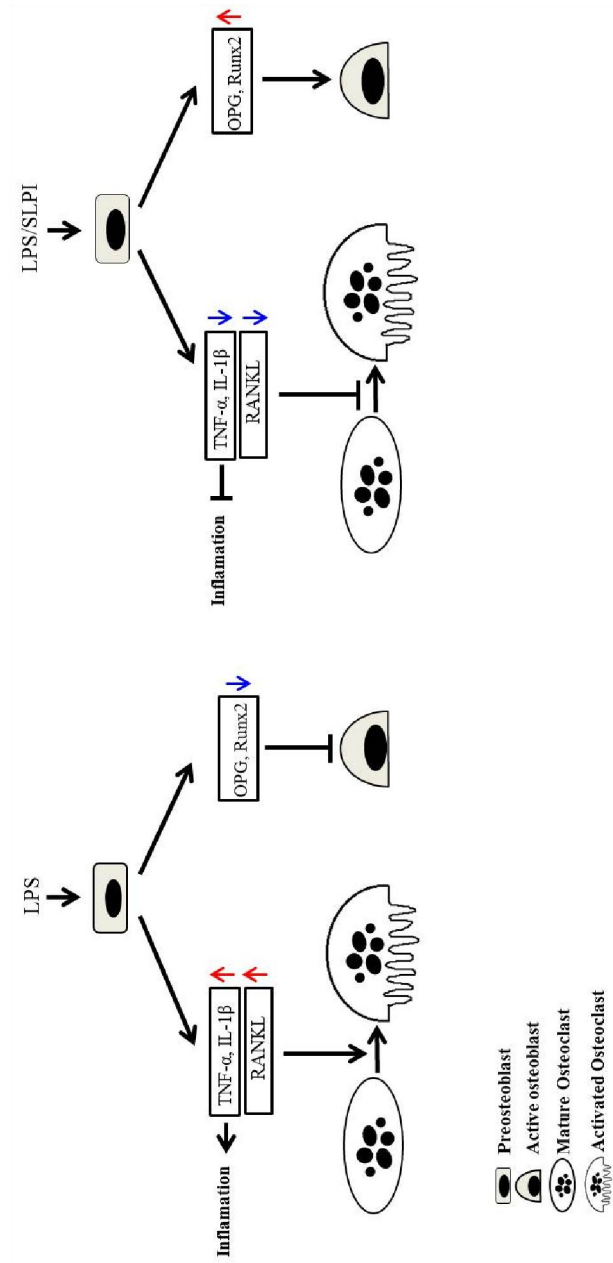 LPS
TNF-α, IL-1β
RANKL
OPG, Runx2
Inflamation
LPS/SLPI
TNF-α, IL-1β
RANKL
OPG, Runx2
Inflamation
Preosteoblast
Active osteoblast
Mature Osteoclast
Activated Osteoclast